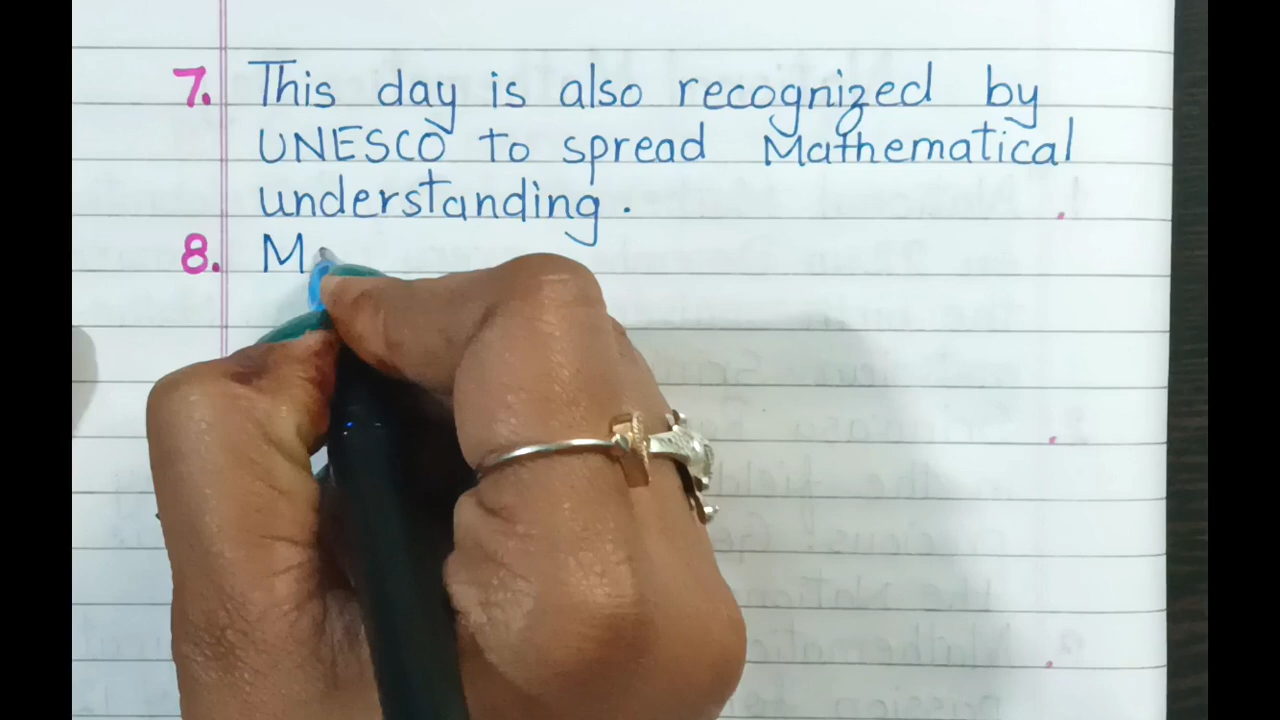 7. This day is also recognized by
UNESCO to spread Mathematical
understanding.
8. M